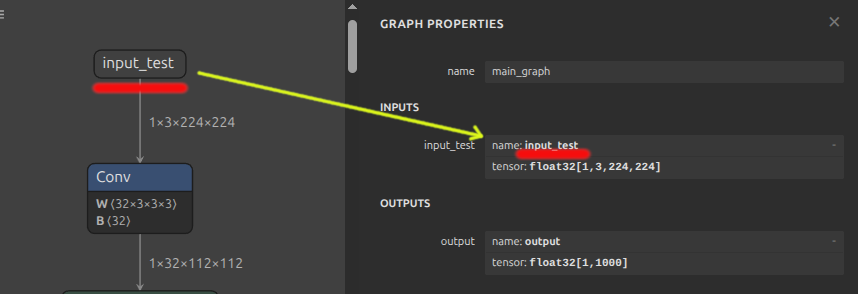 input_test
1×3×224×224
Conv
W ⟨32×3×3×3⟩
B ⟨32⟩
1×32×112×112
GRAPH PROPERTIES
name main_graph
INPUTS
input_test name: input_test -
tensor: float32[1,3,224,224]
OUTPUTS
output name: output -
tensor: float32[1,1000]